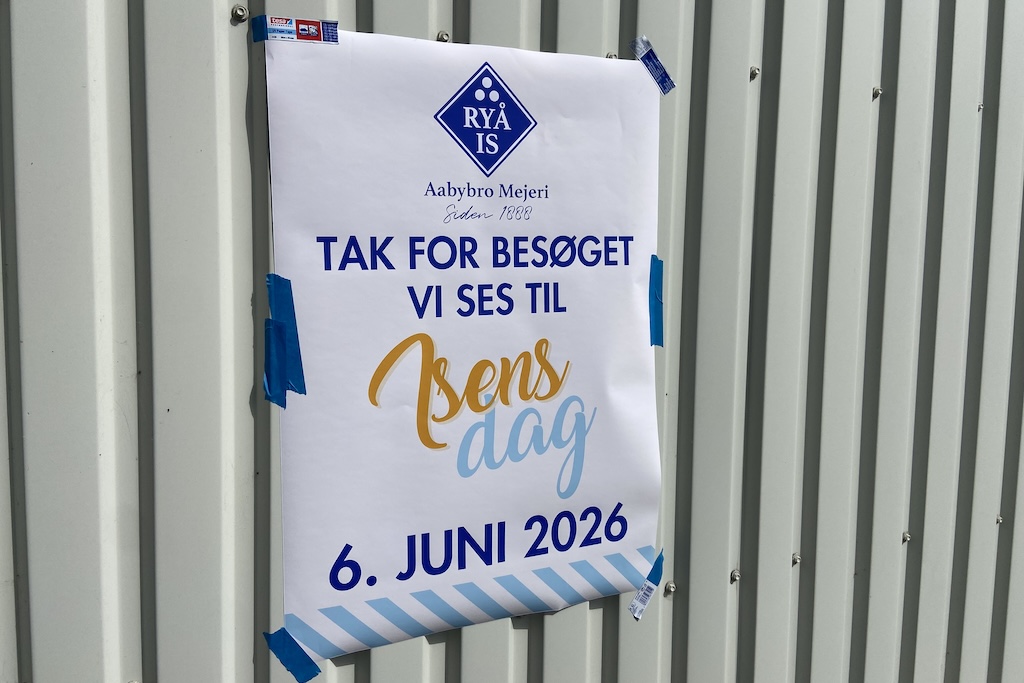 RYÅ
IS
Aabybro Mejeri
Siden 1888
TAK FOR BESØGET
VI SES TIL
Isens
dag
6. JUNI 2026